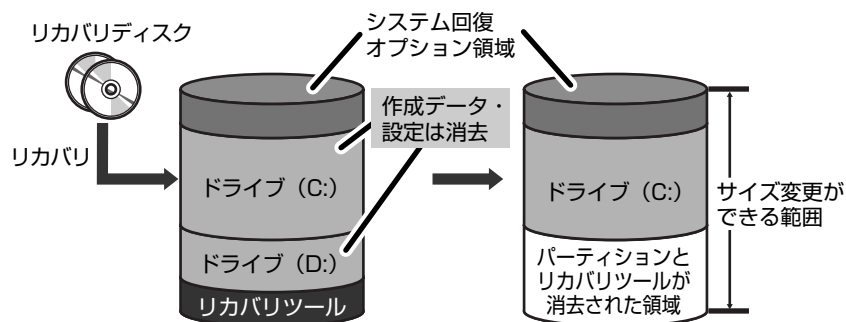 システム回復
オプション領域
リカバリディスク
作成データ・
設定は消去
リカバリ
ドライブ（C:）
ドライブ（D:）
リカバリツール
ドライブ（C:）
パーティションと
リカバリツールが
消去された領域
サイズ変更が
できる範囲